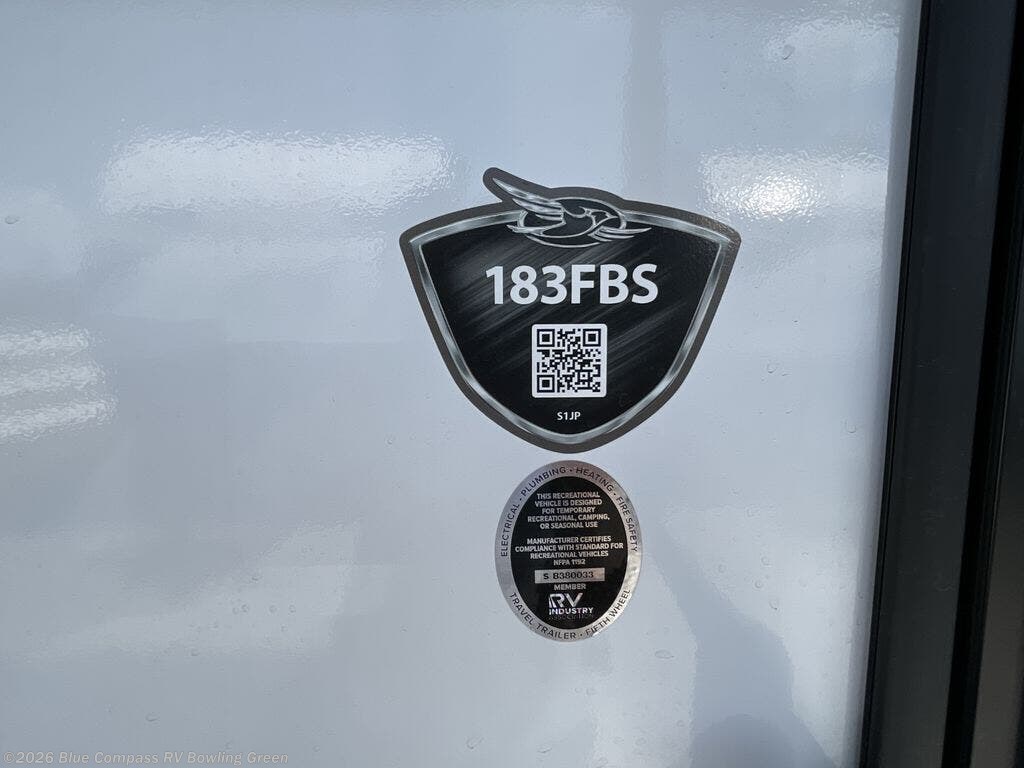 183FBS
S1JP
ELECTRICAL • PLUMBING • HEATING • FIRE SAFETY
THIS RECREATIONAL
VEHICLE IS DESIGNED
FOR TEMPORARY
RECREATIONAL, CAMPING,
OR SEASONAL USE
MANUFACTURER CERTIFIES
COMPLIANCE WITH STANDARD FOR
RECREATIONAL VEHICLES
NFPA 1192
S B380033
MEMBER
RV
INDUSTRY
ASSOCIATION
TRAVEL TRAILER • FIFTH WHEEL
©2026 Blue Compass RV Bowling Green